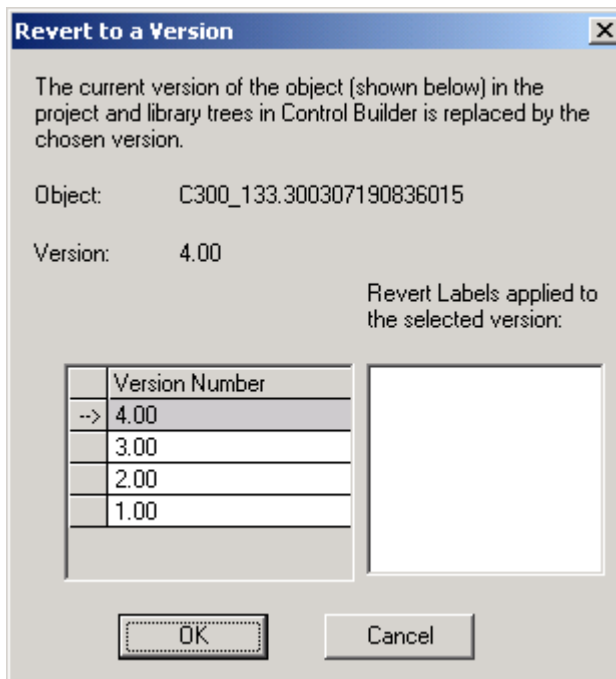 Revert to a Version
The current version of the object (shown below) in the
project and library trees in Control Builder is replaced by the
chosen version.
Object: C300_133.300307190836015
Version: 4.00
Revert Labels applied to
the selected version:
Version Number
--> 4.00
3.00
2.00
1.00
OK Cancel